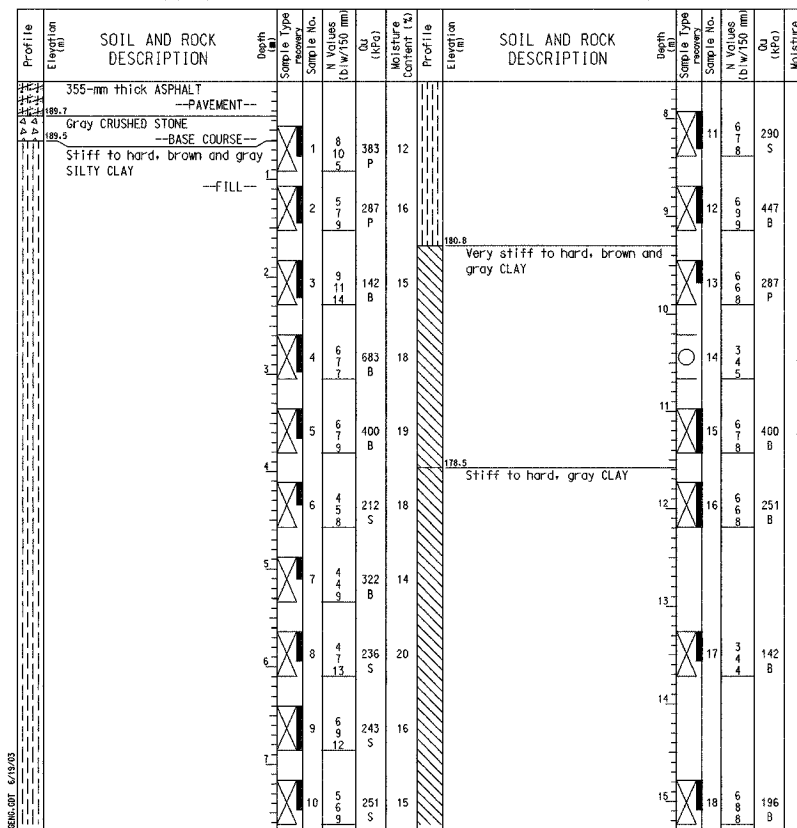 Profile
Elevation (m)
SOIL AND ROCK DESCRIPTION
Depth (m)
Sample Type recovery
Sample No.
N Values (blw/150 mm)
Qu (kPa)
Moisture Content (%)
355-mm thick ASPHALT
--PAVEMENT--
189.7
Gray CRUSHED STONE
189.5 --BASE COURSE--
Stiff to hard, brown and gray
SILTY CLAY
--FILL--
1
1 8 10 5 383 P 12
2 5 7 9 287 P 16
2
3 9 11 14 142 B 15
3
4 6 7 7 683 B 18
5 6 7 9 400 B 19
4
6 4 5 8 212 S 18
5
7 4 4 9 322 B 14
6
8 4 7 13 236 S 20
9 6 9 12 243 S 16
7
10 5 6 9 251 S 15
GENG.GDT 6/19/03
Profile
Elevation (m)
SOIL AND ROCK DESCRIPTION
Depth (m)
Sample Type recovery
Sample No.
N Values (blw/150 mm)
Qu (kPa)
Moisture
8
11 6 7 8 290 S
9
12 6 9 9 447 B
180.8
Very stiff to hard, brown and
gray CLAY
13 6 6 8 287 P
10
14 3 4 5
11
15 6 7 8 400 B
178.5
Stiff to hard, gray CLAY
12
16 6 6 8 251 B
13
17 3 4 4 142 B
14
15
18 6 8 8 196 B